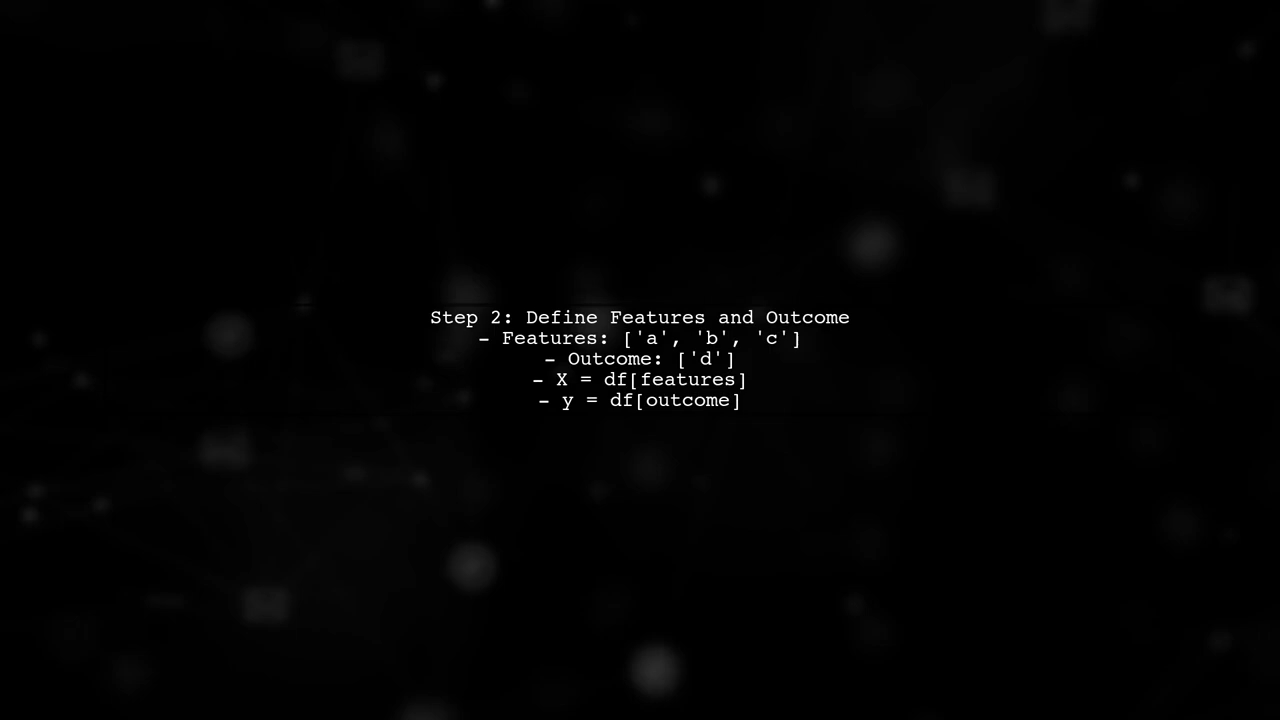 Step 2: Define Features and Outcome
- Features: ['a', 'b', 'c']
- Outcome: ['d']
- X = df[features]
- y = df[outcome]